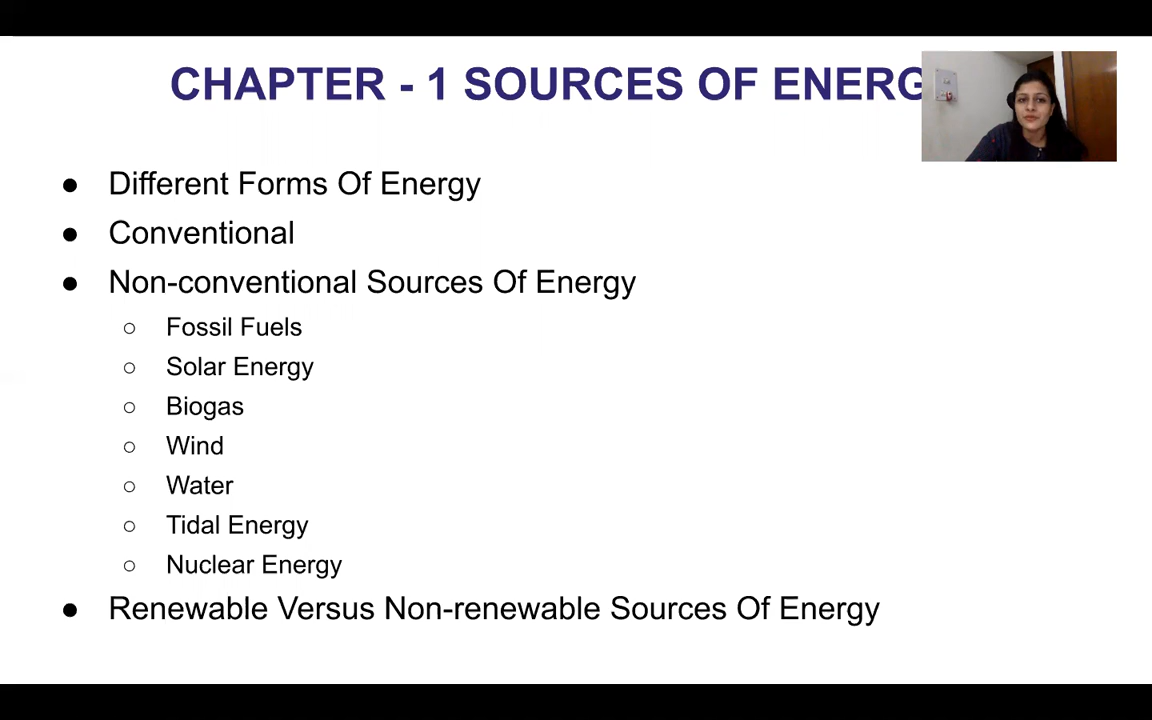 CHAPTER - 1 SOURCES OF ENERG
● Different Forms Of Energy
● Conventional
● Non-conventional Sources Of Energy
○ Fossil Fuels
○ Solar Energy
○ Biogas
○ Wind
○ Water
○ Tidal Energy
○ Nuclear Energy
● Renewable Versus Non-renewable Sources Of Energy